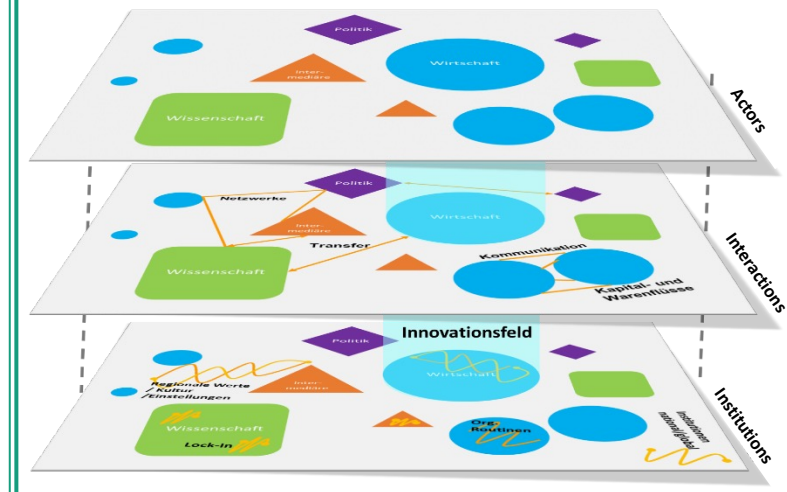 Politik
Wirtschaft
Inter-
mediäre
Wissenschaft
Actors
Politik
Netzwerke
Wirtschaft
Inter-
mediäre
Transfer
Wissenschaft
Kommunikation
Kapital- und
Warenflüsse
Interactions
Innovationsfeld
Politik
Wirtschaft
Inter-
mediäre
Regionale Werte
/ Kultur
/Einstellungen
Wissenschaft
Lock-In
Org.
Routinen
Institutionen
national/global
Institutions